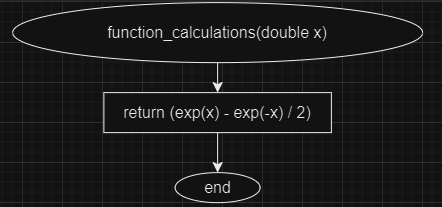 function_calculations(double x)
return (exp(x) - exp(-x) / 2)
end